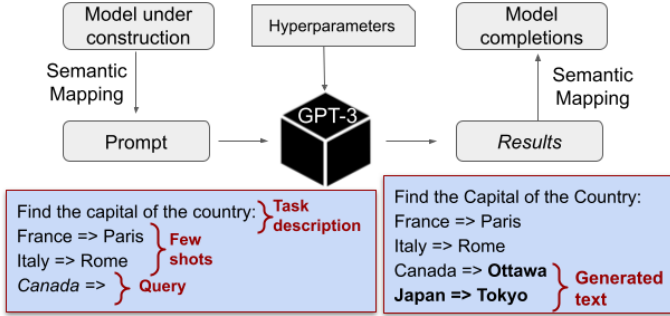 Model under
construction
Hyperparameters
Model
completions
Semantic
Mapping
GPT-3
Semantic
Mapping
Prompt
Results
Find the capital of the country:
Task
description
France => Paris
Italy => Rome
Few
shots
Canada =>
Query
Find the Capital of the Country:
France => Paris
Italy => Rome
Canada => Ottawa
Japan => Tokyo
Generated
text